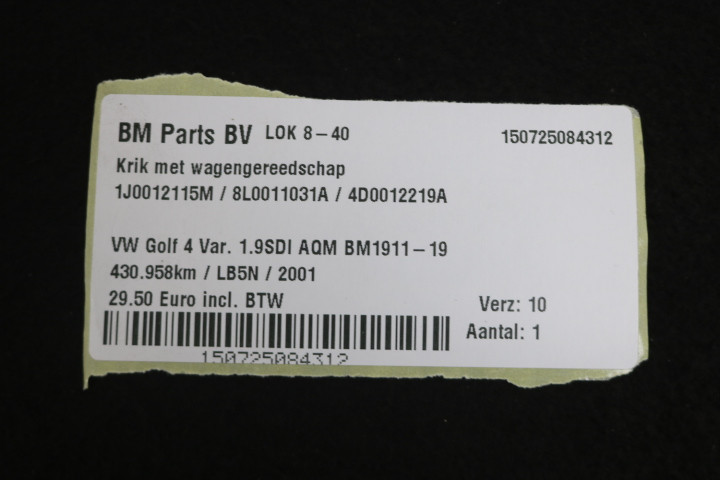 BM Parts BV LOK 8-40 150725084312
Krik met wagengereedschap
1J0012115M / 8L0011031A / 4D0012219A
VW Golf 4 Var. 1.9SDI AQM BM1911-19
430.958km / LB5N / 2001
29.50 Euro incl. BTW Verz: 10
Aantal: 1
150725084312